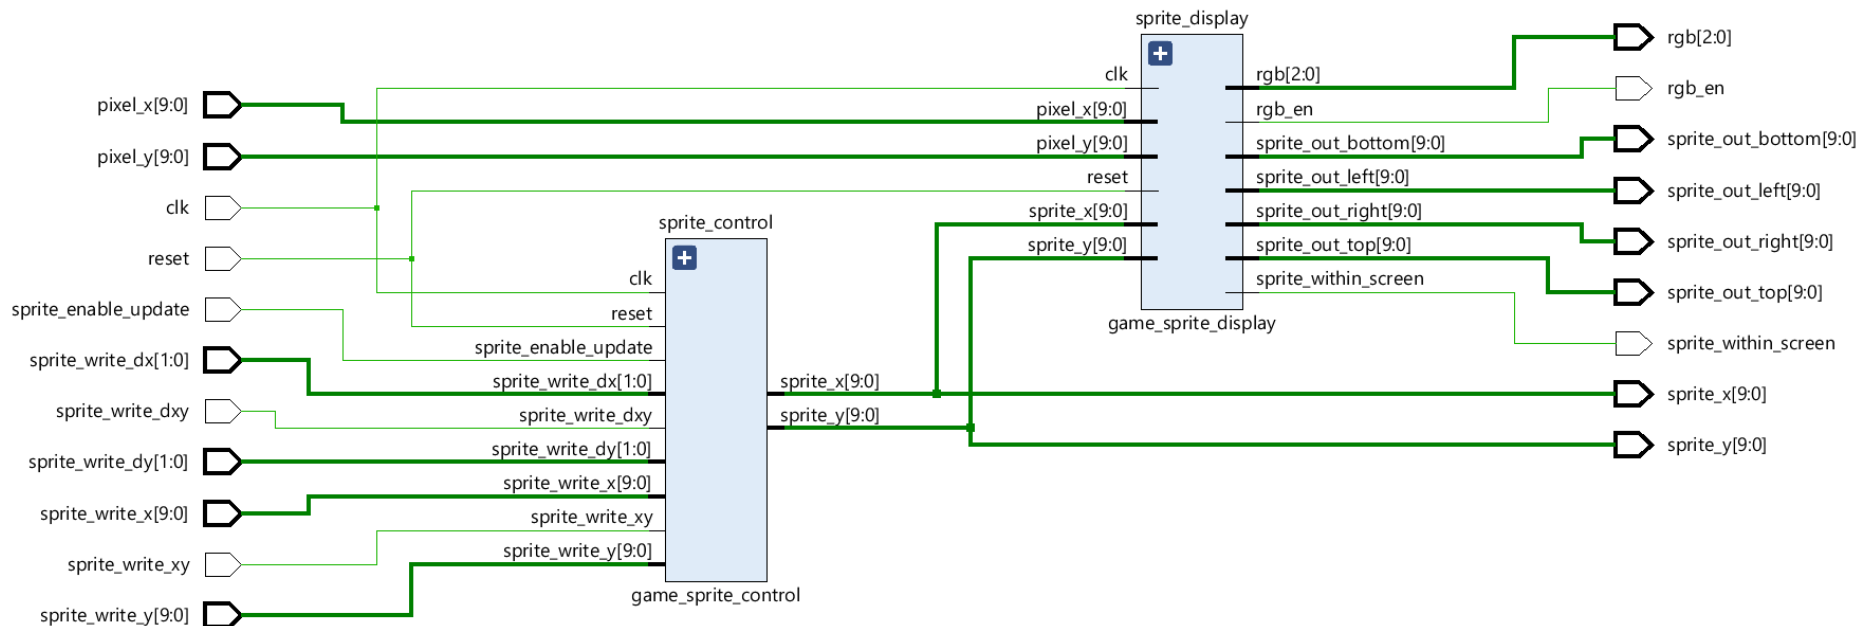 pixel_x[9:0]
pixel_y[9:0]
clk
reset
sprite_enable_update
sprite_write_dx[1:0]
sprite_write_dxy
sprite_write_dy[1:0]
sprite_write_x[9:0]
sprite_write_xy
sprite_write_y[9:0]
sprite_control
clk
reset
sprite_enable_update
sprite_write_dx[1:0]
sprite_write_dxy
sprite_write_dy[1:0]
sprite_write_x[9:0]
sprite_write_xy
sprite_write_y[9:0]
sprite_x[9:0]
sprite_y[9:0]
game_sprite_control
sprite_display
clk
pixel_x[9:0]
pixel_y[9:0]
reset
sprite_x[9:0]
sprite_y[9:0]
rgb[2:0]
rgb_en
sprite_out_bottom[9:0]
sprite_out_left[9:0]
sprite_out_right[9:0]
sprite_out_top[9:0]
sprite_within_screen
game_sprite_display
rgb[2:0]
rgb_en
sprite_out_bottom[9:0]
sprite_out_left[9:0]
sprite_out_right[9:0]
sprite_out_top[9:0]
sprite_within_screen
sprite_x[9:0]
sprite_y[9:0]